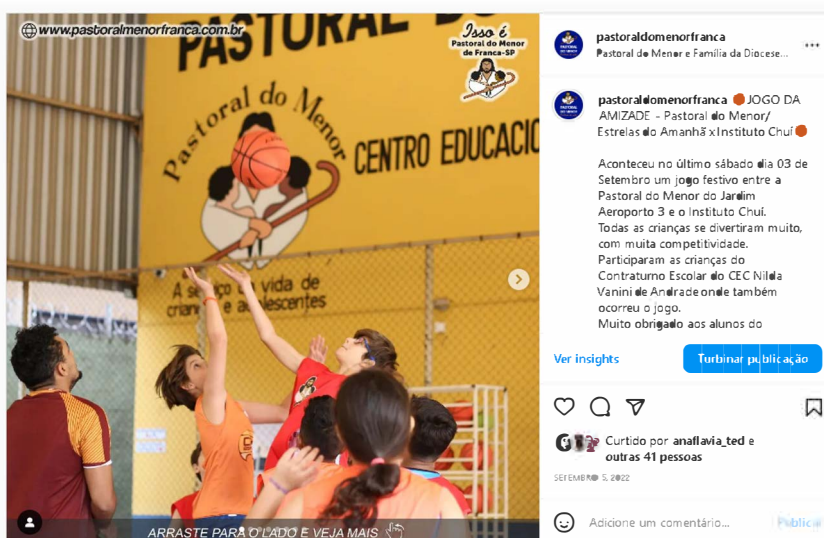 www.pastoralmenorfranca.com.br
Isso é
Pastoral do Menor
de Franca-SP
PASTORAL D
Pastoral do Menor
CENTRO EDUCACIO
A serviço da vida de
crianças e adolescentes
ARRASTE PARA O LADO E VEJA MAIS
pastoraldomenorfranca
Pastoral do Menor e Família da Diocese...
pastoraldomenorfranca JOGO DA
AMIZADE - Pastoral do Menor/
Estrelas do Amanhã x Instituto Chuí
Aconteceu no último sábado dia 03 de
Setembro um jogo festivo entre a
Pastoral do Menor do Jardim
Aeroporto 3 e o Instituto Chuí.
Todas as crianças se divertiram muito,
com muita competitividade.
Participaram as crianças do
Contraturno Escolar do CEC Nilda
Vanini de Andrade onde também
ocorreu o jogo.
Muito obrigado aos alunos do
Ver insights
Turbinar publicação
Curtido por anaflavia_ted e
outras 41 pessoas
SETEMBRO 5, 2022
Adicione um comentário...
Publicar